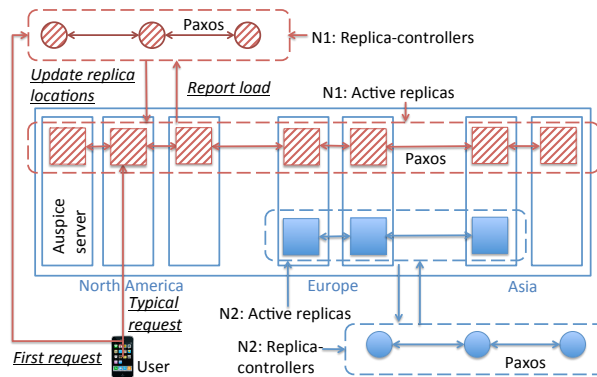 Paxos
N1: Replica-controllers
Update replica
locations
Report load
N1: Active replicas
Paxos
Auspice
server
North America
Europe
Asia
Typical
request
N2: Active replicas
First request
User
N2: Replica-
controllers
Paxos